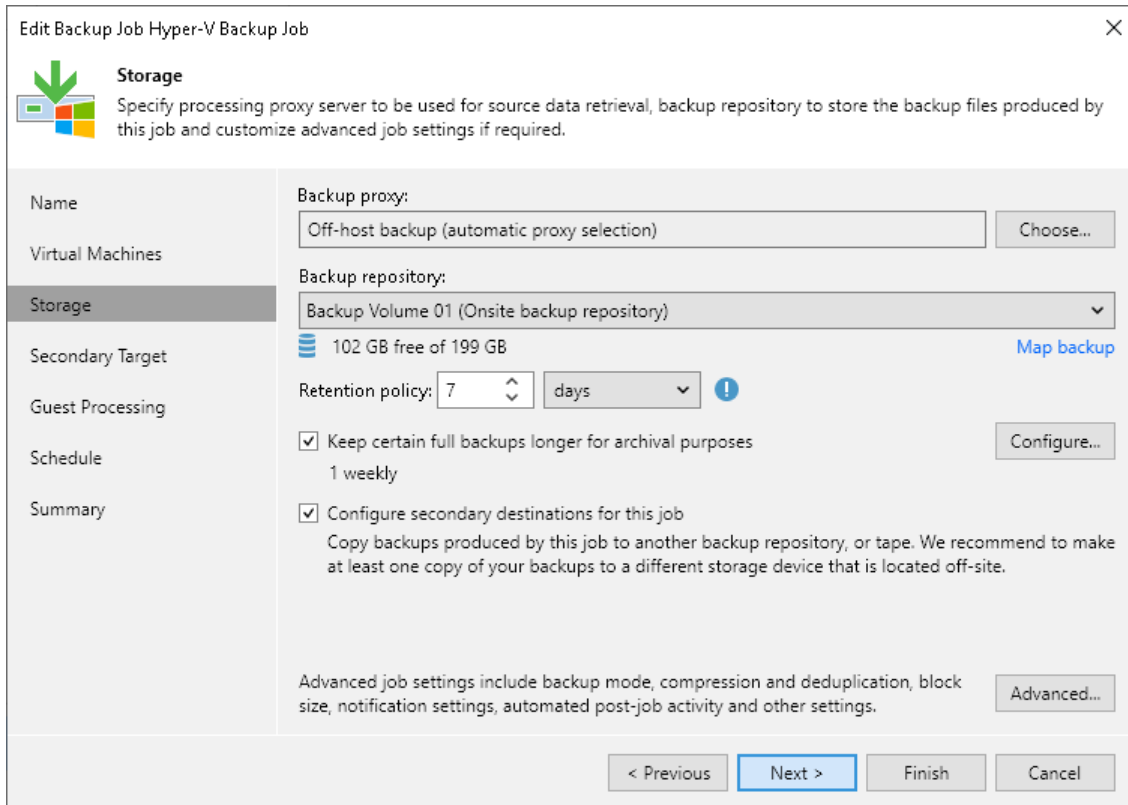 Edit Backup Job Hyper-V Backup Job
Storage
Specify processing proxy server to be used for source data retrieval, backup repository to store the backup files produced by
this job and customize advanced job settings if required.
Name
Virtual Machines
Storage
Secondary Target
Guest Processing
Schedule
Summary
Backup proxy:
Off-host backup (automatic proxy selection)
Choose...
Backup repository:
Backup Volume 01 (Onsite backup repository)
102 GB free of 199 GB
Map backup
Retention policy: 7 days
Keep certain full backups longer for archival purposes
Configure...
1 weekly
Configure secondary destinations for this job
Copy backups produced by this job to another backup repository, or tape. We recommend to make
at least one copy of your backups to a different storage device that is located off-site.
Advanced job settings include backup mode, compression and deduplication, block
size, notification settings, automated post-job activity and other settings.
Advanced...
< Previous
Next >
Finish
Cancel